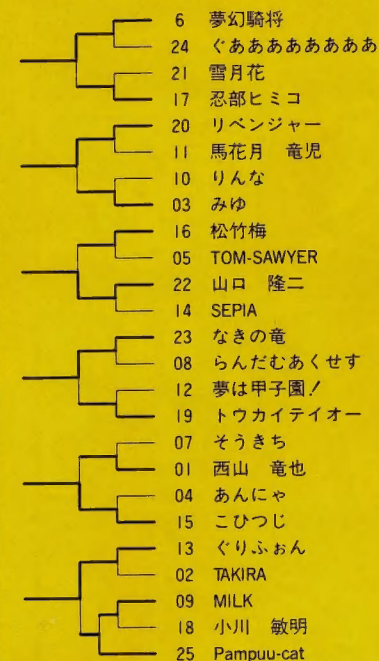 6 夢幻騎将
24 ぐああああああああ
21 雪月花
17 忍部ヒミコ
20 リベンジャー
11 馬花月 竜児
10 りんな
03 みゆ
16 松竹梅
05 TOM-SAWYER
22 山口 隆二
14 SEPIA
23 なきの竜
08 らんだむあくせす
12 夢は甲子園！
19 トウカイテイオー
07 そうきち
01 西山 竜也
04 あんにゃ
15 こひつじ
13 ぐりふぉん
02 TAKIRA
09 MILK
18 小川 敏明
25 Pampuu-cat